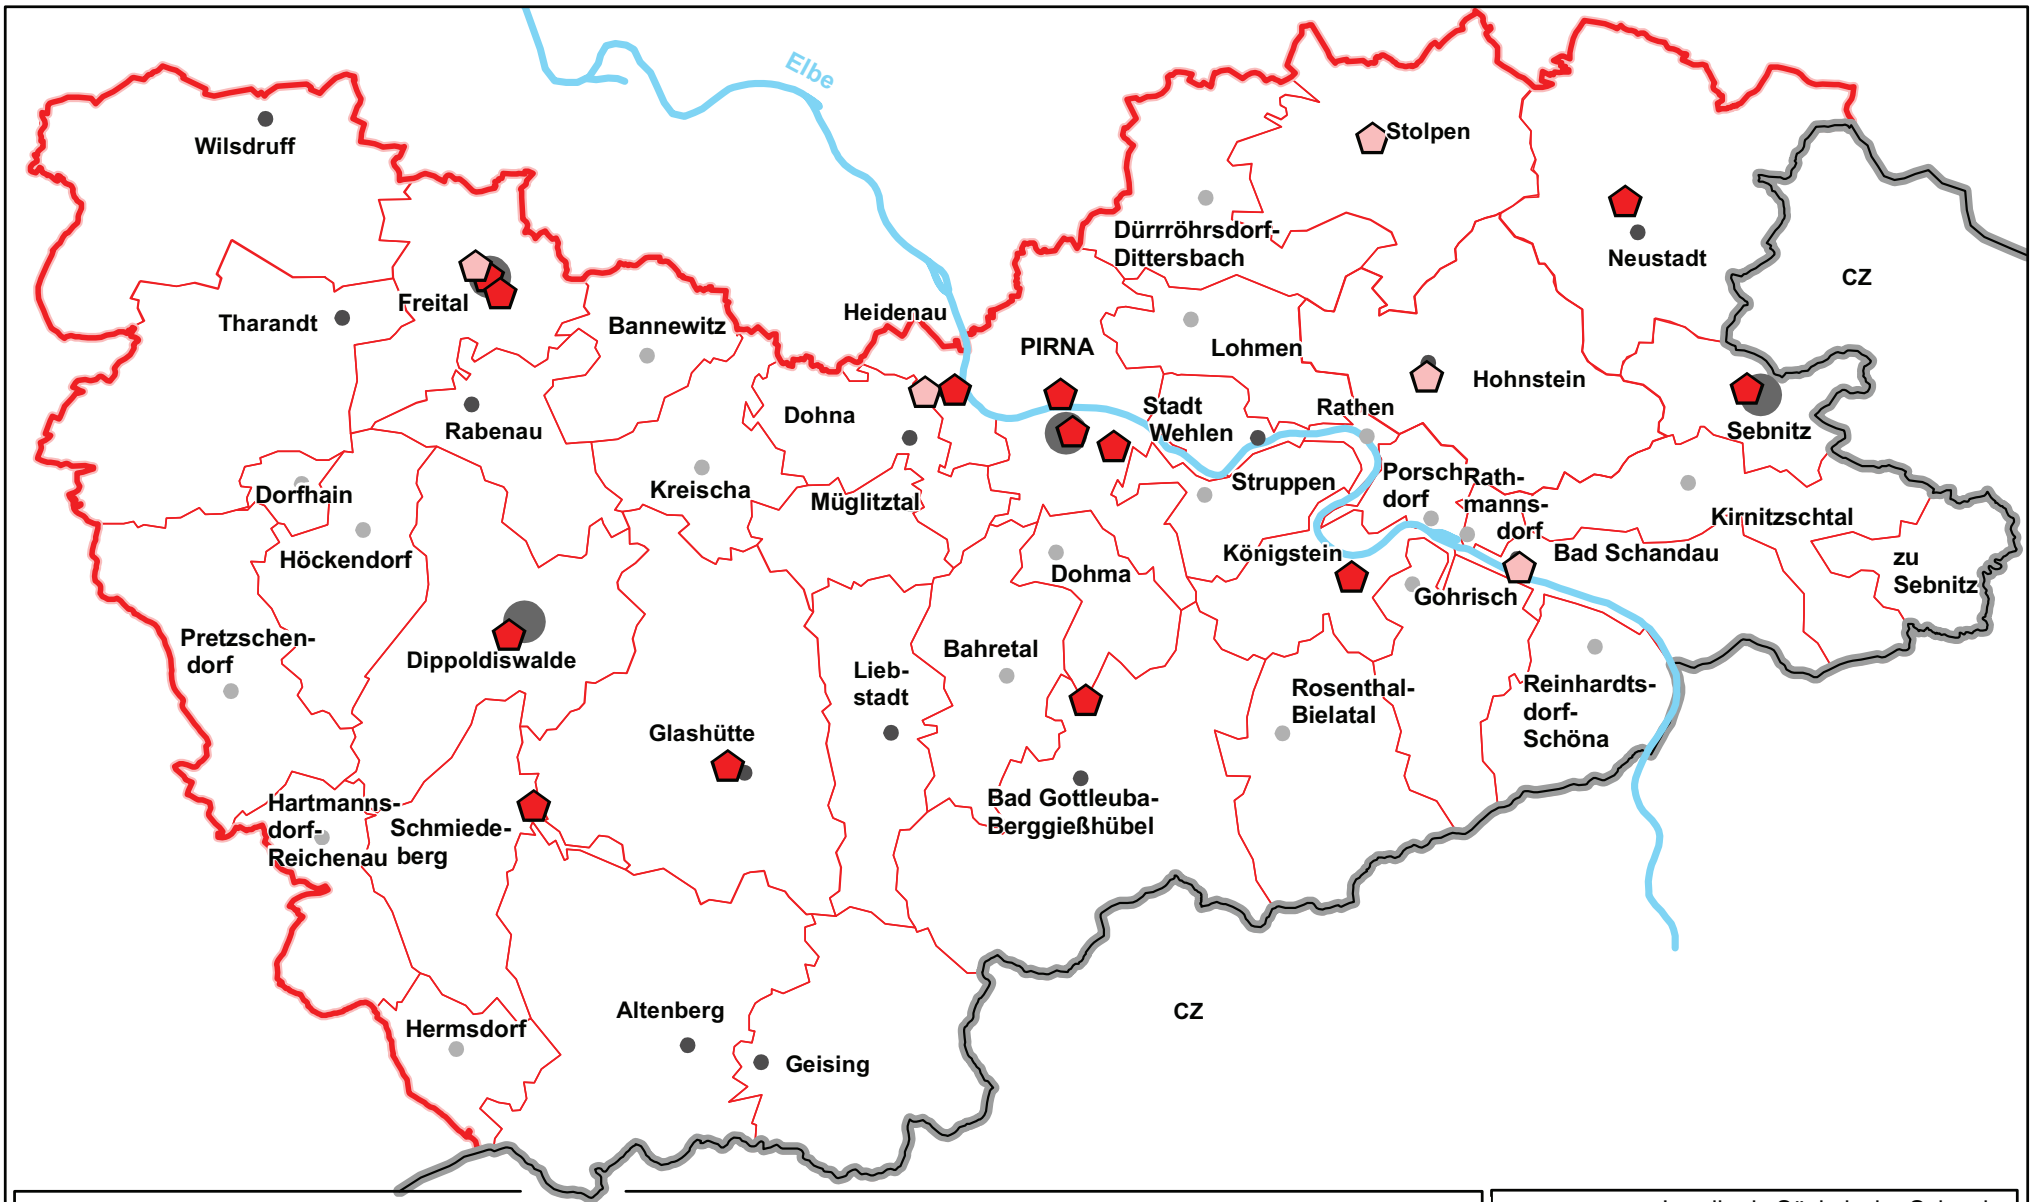 Elbe
Wilsdruff
Stolpen
Dürrröhrsdorf-
Dittersbach
Neustadt
CZ
Freital
Tharandt
Bannewitz
Heidenau
PIRNA
Lohmen
Hohnstein
Rabenau
Dohna
Stadt
Wehlen
Rathen
Sebnitz
Dorfhain
Kreischa
Müglitztal
Struppen
Porsch
dorf
Rath-
manns-
dorf
Kirnitzschtal
Höckendorf
Königstein
Bad Schandau
zu
Sebnitz
Dohma
Gohrisch
Pretzschen-
dorf
Dippoldiswalde
Bahretal
Lieb-
stadt
Rosenthal-
Bielatal
Reinhardts-
dorf-
Schöna
Glashütte
Hartmanns-
dorf-
Reichenau
Schmiede-
berg
Bad Gottleuba-
Berggießhübel
Altenberg
CZ
Hermsdorf
Geising